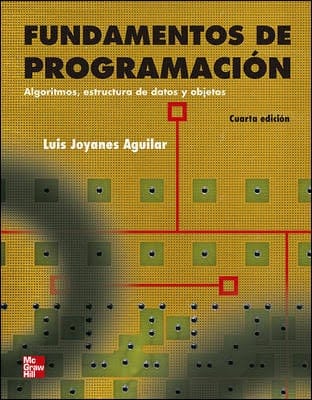 FUNDAMENTOS DE
PROGRAMACIÓN
Algoritmos, estructura de datos y objetos
Cuarta edición
Luis Joyanes Aguilar
Mc
Graw
Hill